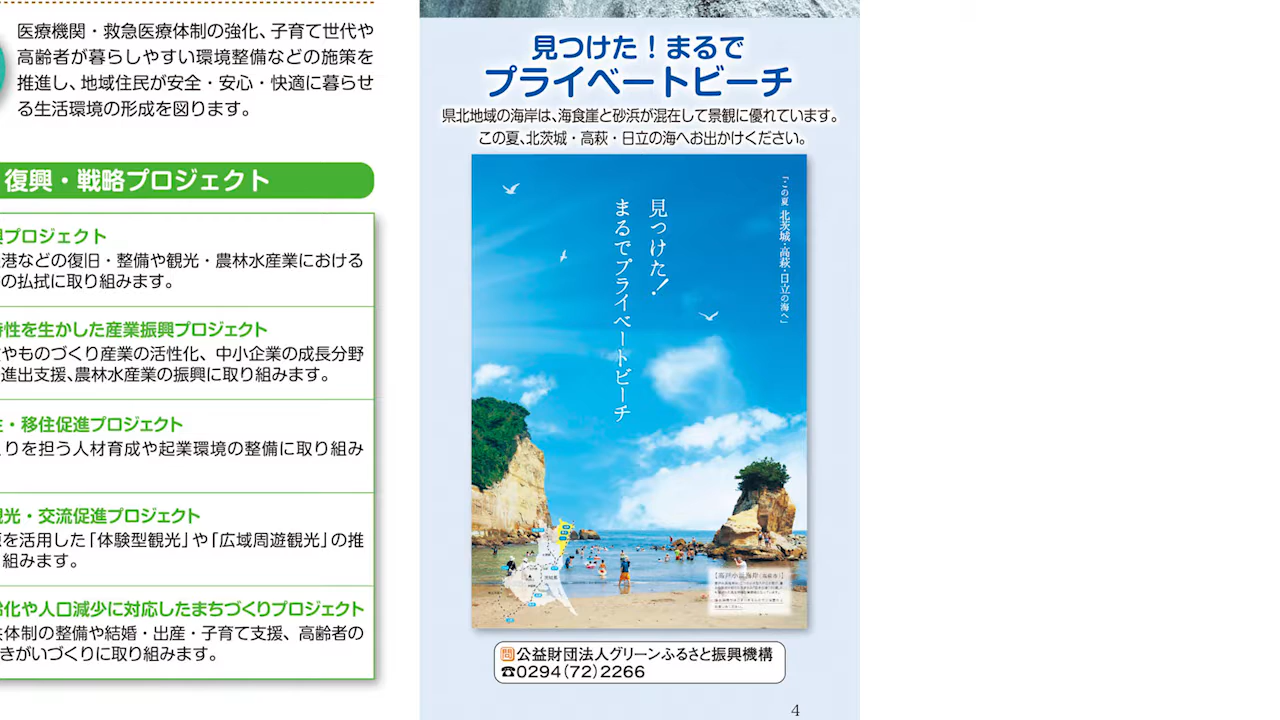 医療機関・救急医療体制の強化、子育て世代や
高齢者が暮らしやすい環境整備などの施策を
推進し、地域住民が安全・安心・快適に暮らせ
る生活環境の形成を図ります。
復興・戦略プロジェクト
プロジェクト
港などの復旧・整備や観光・農林水産業における
の払拭に取り組みます。
性を生かした産業振興プロジェクト
やものづくり産業の活性化、中小企業の成長分野
進出支援、農林水産業の振興に取り組みます。
・移住促進プロジェクト
りを担う人材育成や起業環境の整備に取り組み
光・交流促進プロジェクト
を活用した「体験型観光」や「広域周遊観光」の推
組みます。
化や人口減少に対応したまちづくりプロジェクト
体制の整備や結婚・出産・子育て支援、高齢者の
きがいづくりに取り組みます。
見つけた！まるで
プライベートビーチ
県北地域の海岸は、海食崖と砂浜が混在して景観に優れています。
この夏、北茨城・高萩・日立の海へお出かけください。
「この夏 北茨城・高萩・日立の海へ」
見つけた！
まるでプライベートビーチ
問公益財団法人グリーンふるさと振興機構
☎0294(72)2266
4